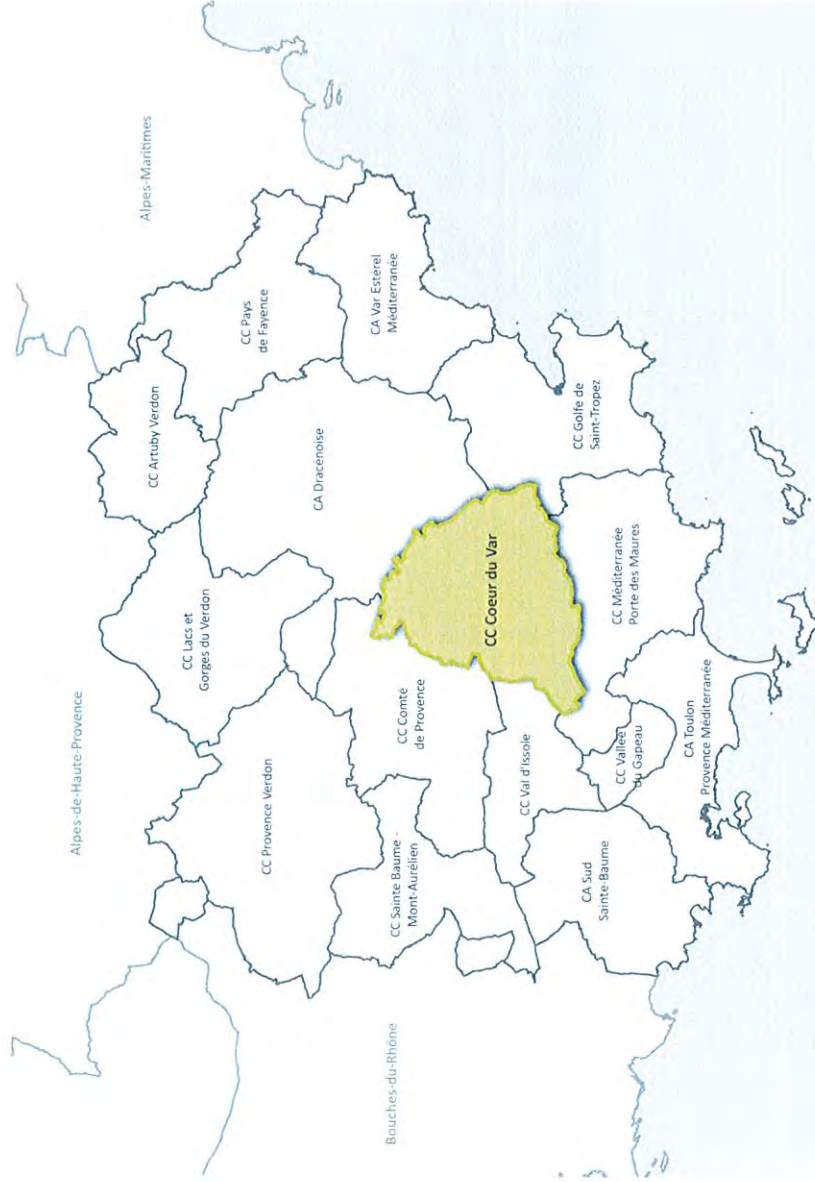 Alpes-de-Haute-Provence
Alpes-Maritimes
Bouches-du-Rhône
CC Artuby Verdon
CC Pays
de Fayence
CC Lacs et
Gorges du Verdon
CA Dracénoise
CA Var Estérel
Méditerranée
CC Provence Verdon
CC Comté
de Provence
CC Sainte Baume -
Mont-Aurélien
CC Coeur du Var
CC Golfe de
Saint-Tropez
CC Val d'Issole
CC Méditerranée
Porte des Maures
CC Vallée
du Gapeau
CA Sud
Sainte-Baume
CA Toulon
Provence Méditerranée